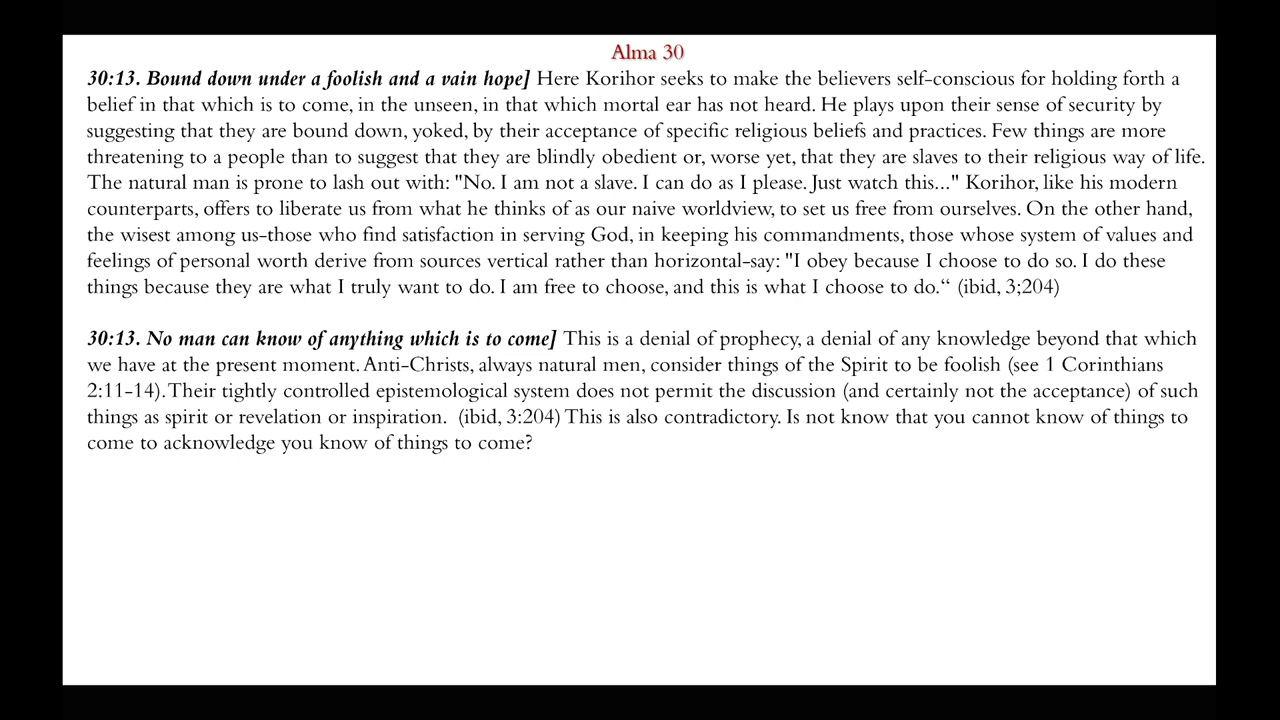 Alma 30
30:13. Bound down under a foolish and a vain hope] Here Korihor seeks to make the believers self-conscious for holding forth a
belief in that which is to come, in the unseen, in that which mortal ear has not heard. He plays upon their sense of security by
suggesting that they are bound down, yoked, by their acceptance of specific religious beliefs and practices. Few things are more
threatening to a people than to suggest that they are blindly obedient or, worse yet, that they are slaves to their religious way of life.
The natural man is prone to lash out with: "No. I am not a slave. I can do as I please. Just watch this..." Korihor, like his modern
counterparts, offers to liberate us from what he thinks of as our naive worldview, to set us free from ourselves. On the other hand,
the wisest among us-those who find satisfaction in serving God, in keeping his commandments, those whose system of values and
feelings of personal worth derive from sources vertical rather than horizontal-say: "I obey because I choose to do so. I do these
things because they are what I truly want to do. I am free to choose, and this is what I choose to do.“ (ibid, 3;204)
30:13. No man can know of anything which is to come] This is a denial of prophecy, a denial of any knowledge beyond that which
we have at the present moment. Anti-Christs, always natural men, consider things of the Spirit to be foolish (see 1 Corinthians
2:11-14). Their tightly controlled epistemological system does not permit the discussion (and certainly not the acceptance) of such
things as spirit or revelation or inspiration. (ibid, 3:204) This is also contradictory. Is not know that you cannot know of things to
come to acknowledge you know of things to come?